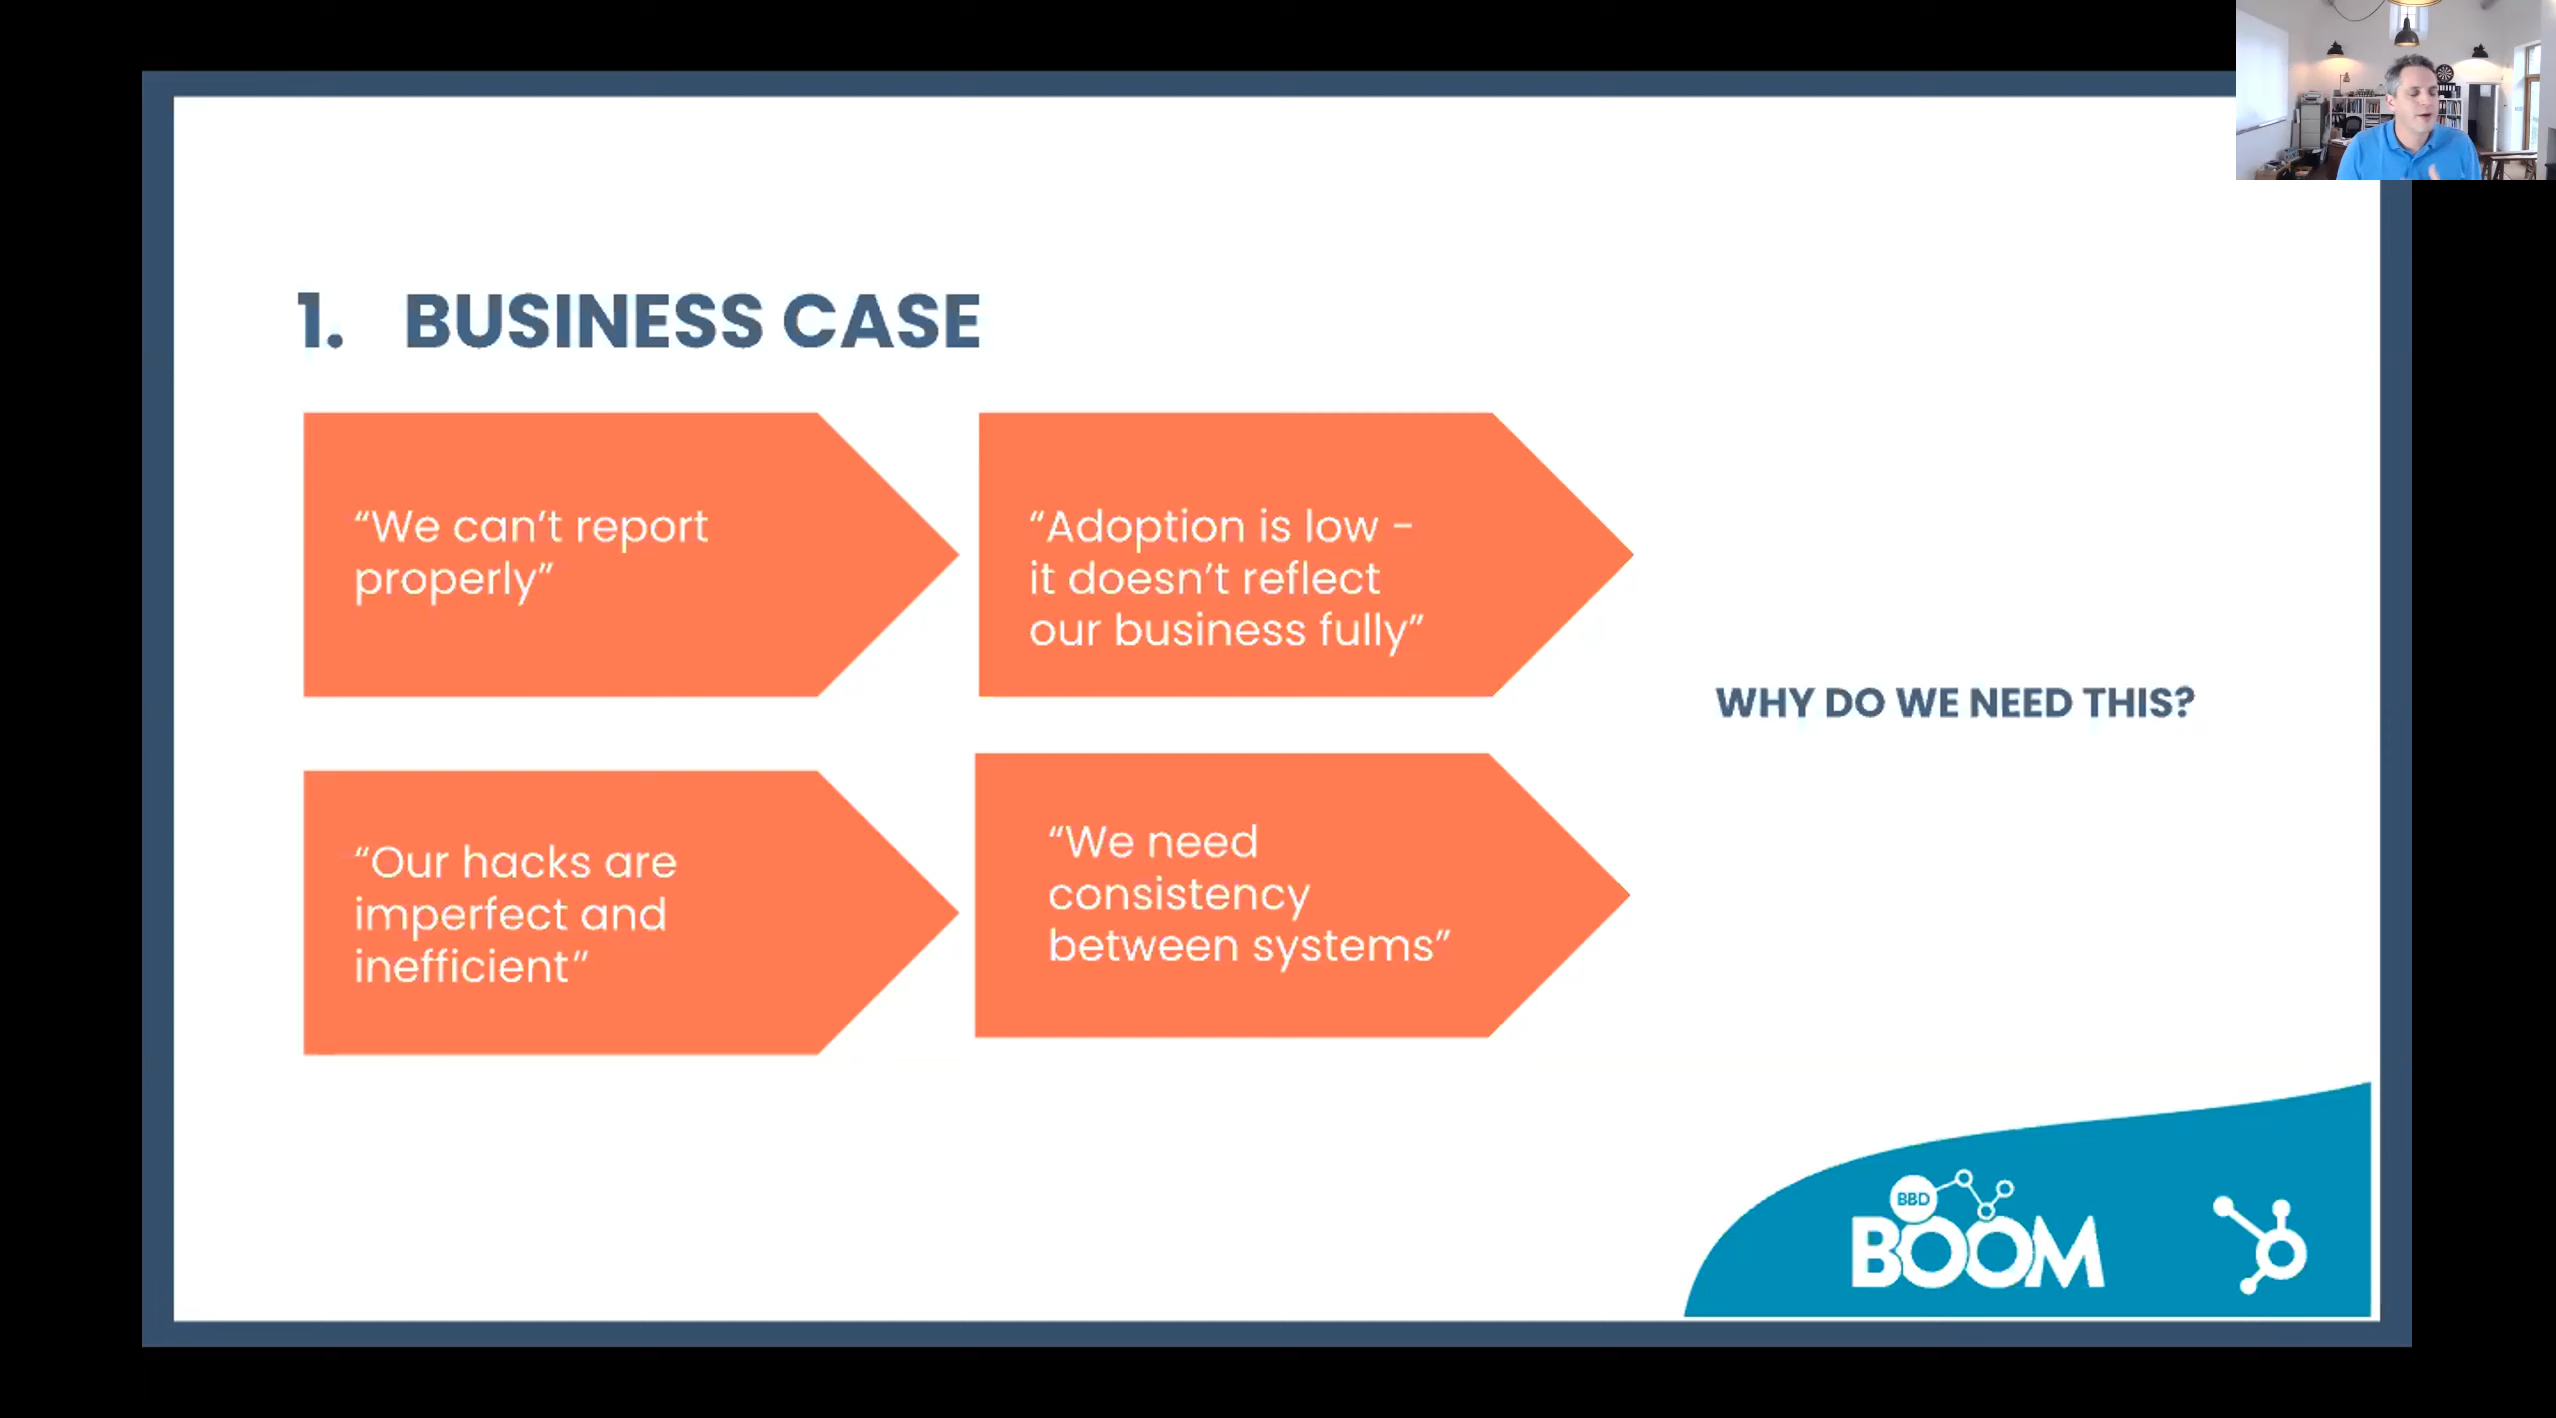 1. BUSINESS CASE
“We can’t report
properly”
“Adoption is low -
it doesn’t reflect
our business fully”
WHY DO WE NEED THIS?
“Our hacks are
imperfect and
inefficient”
“We need
consistency
between systems”
BBD
BOOM